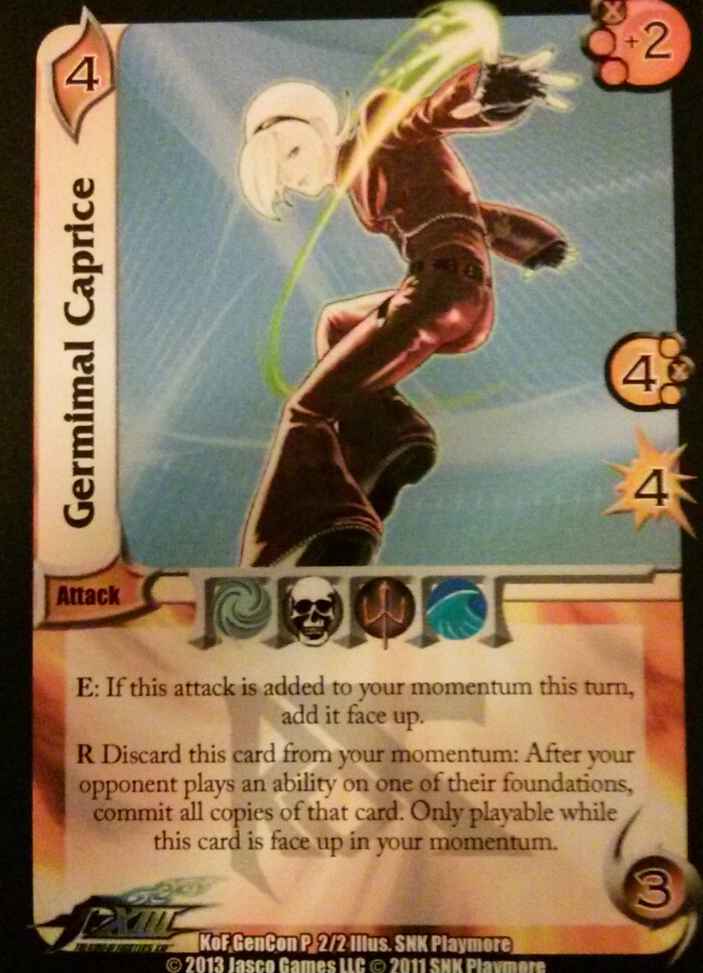 4
+2
Germimal Caprice
4
4
Attack
E: If this attack is added to your momentum this turn,
add it face up.
R Discard this card from your momentum: After your
opponent plays an ability on one of their foundations,
commit all copies of that card. Only playable while
this card is face up in your momentum.
3
XIII
KoF GenCon P 2/2 Illus. SNK Playmore
© 2013 Jasco Games LLC © 2011 SNK Playmore